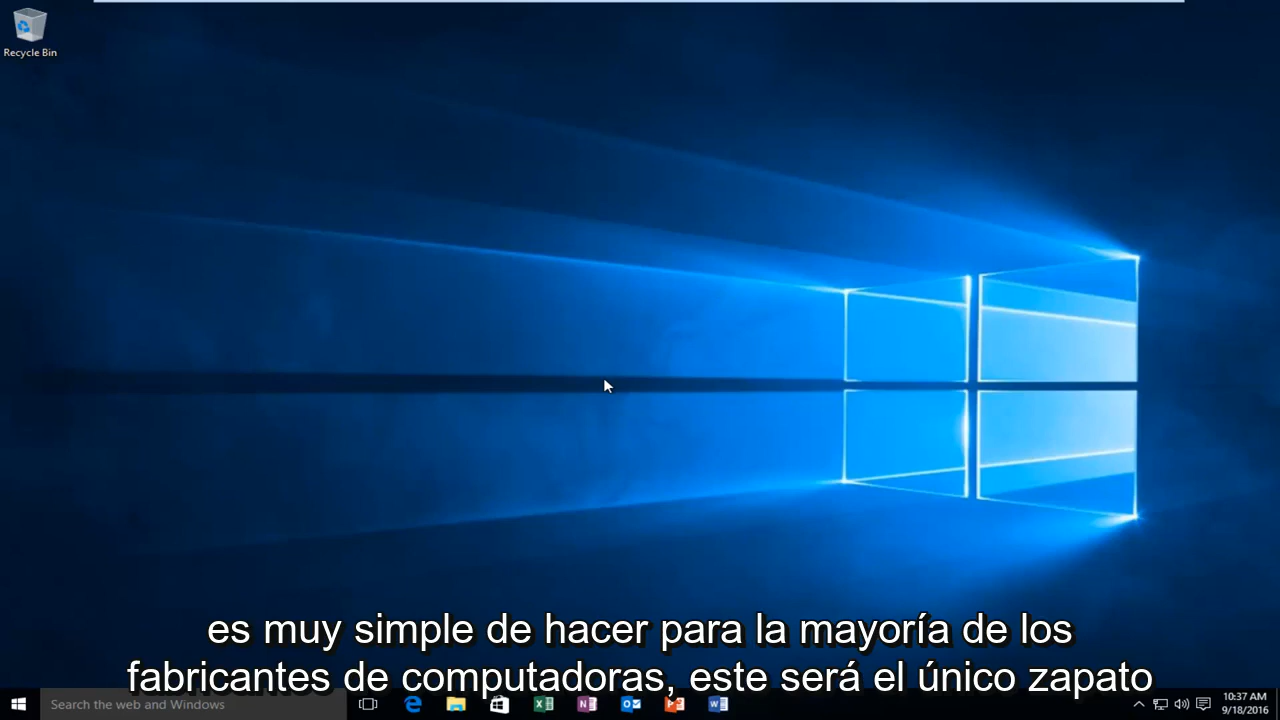 Recycle Bin
es muy simple de hacer para la mayoría de los
fabricantes de computadoras, este será el único zapato
Search the web and Windows
10:37 AM
9/18/2016